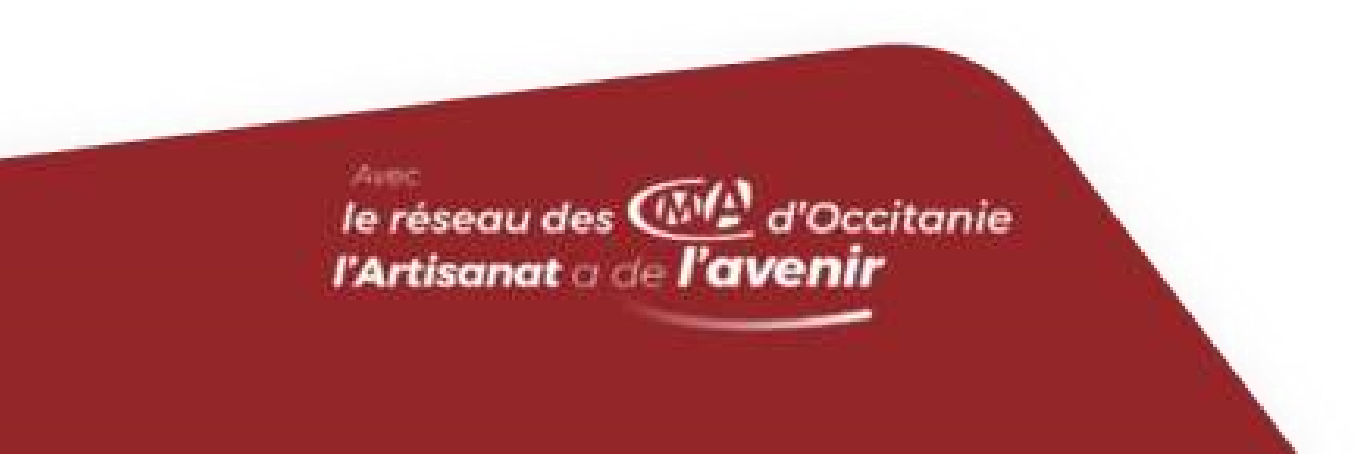 Avec
le réseau des CMA d'Occitanie
l'Artisanat a de l'avenir